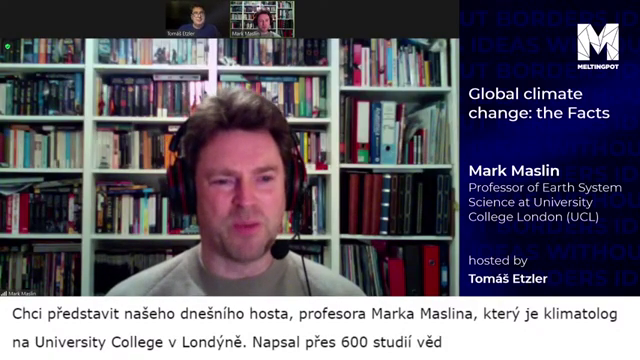 Tomáš Etzler
Mark Maslin
MELTINGPOT
Global climate
change: the Facts
Mark Maslin
Professor of Earth System
Science at University
College London (UCL)
hosted by
Tomáš Etzler
Mark Maslin
Chci představit našeho dnešního hosta, profesora Marka Maslina, který je klimatolog
na University College v Londýně. Napsal přes 600 studií věd